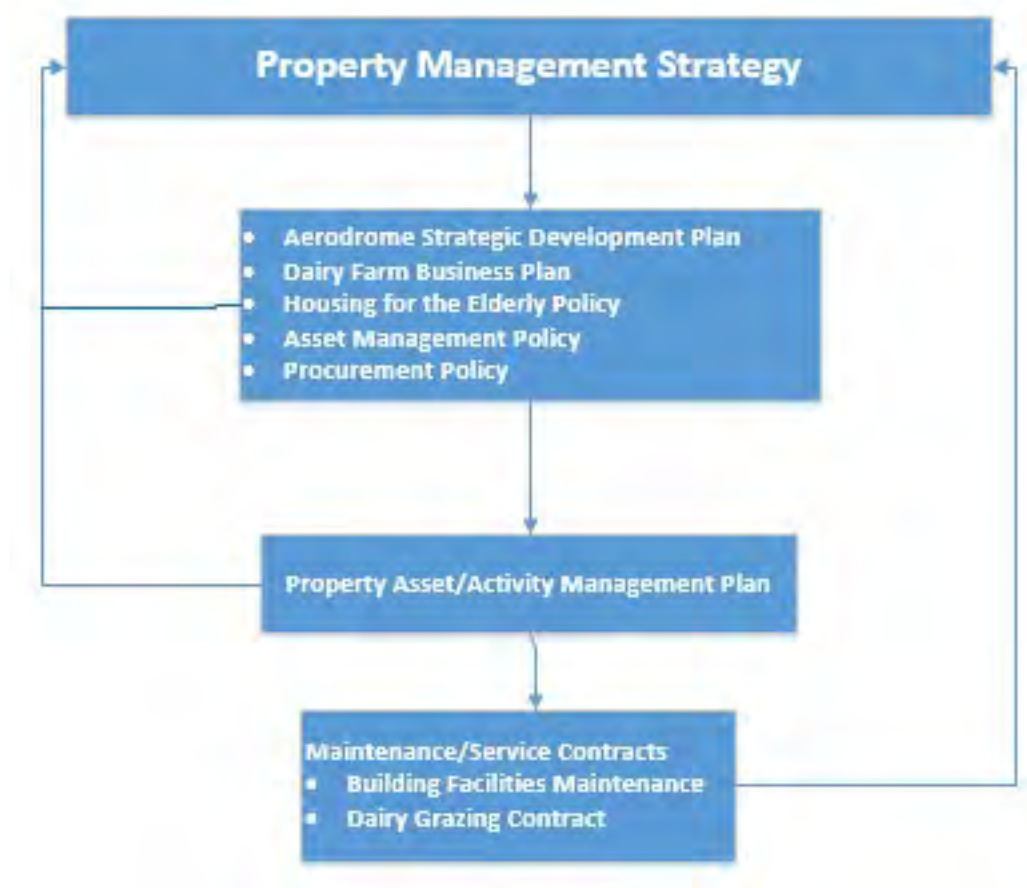 Property Management Strategy
• Aerodrome Strategic Development Plan
• Dairy Farm Business Plan
• Housing for the Elderly Policy
• Asset Management Policy
• Procurement Policy
Property Asset/Activity Management Plan
Maintenance/Service Contracts
• Building Facilities Maintenance
• Dairy Grazing Contract